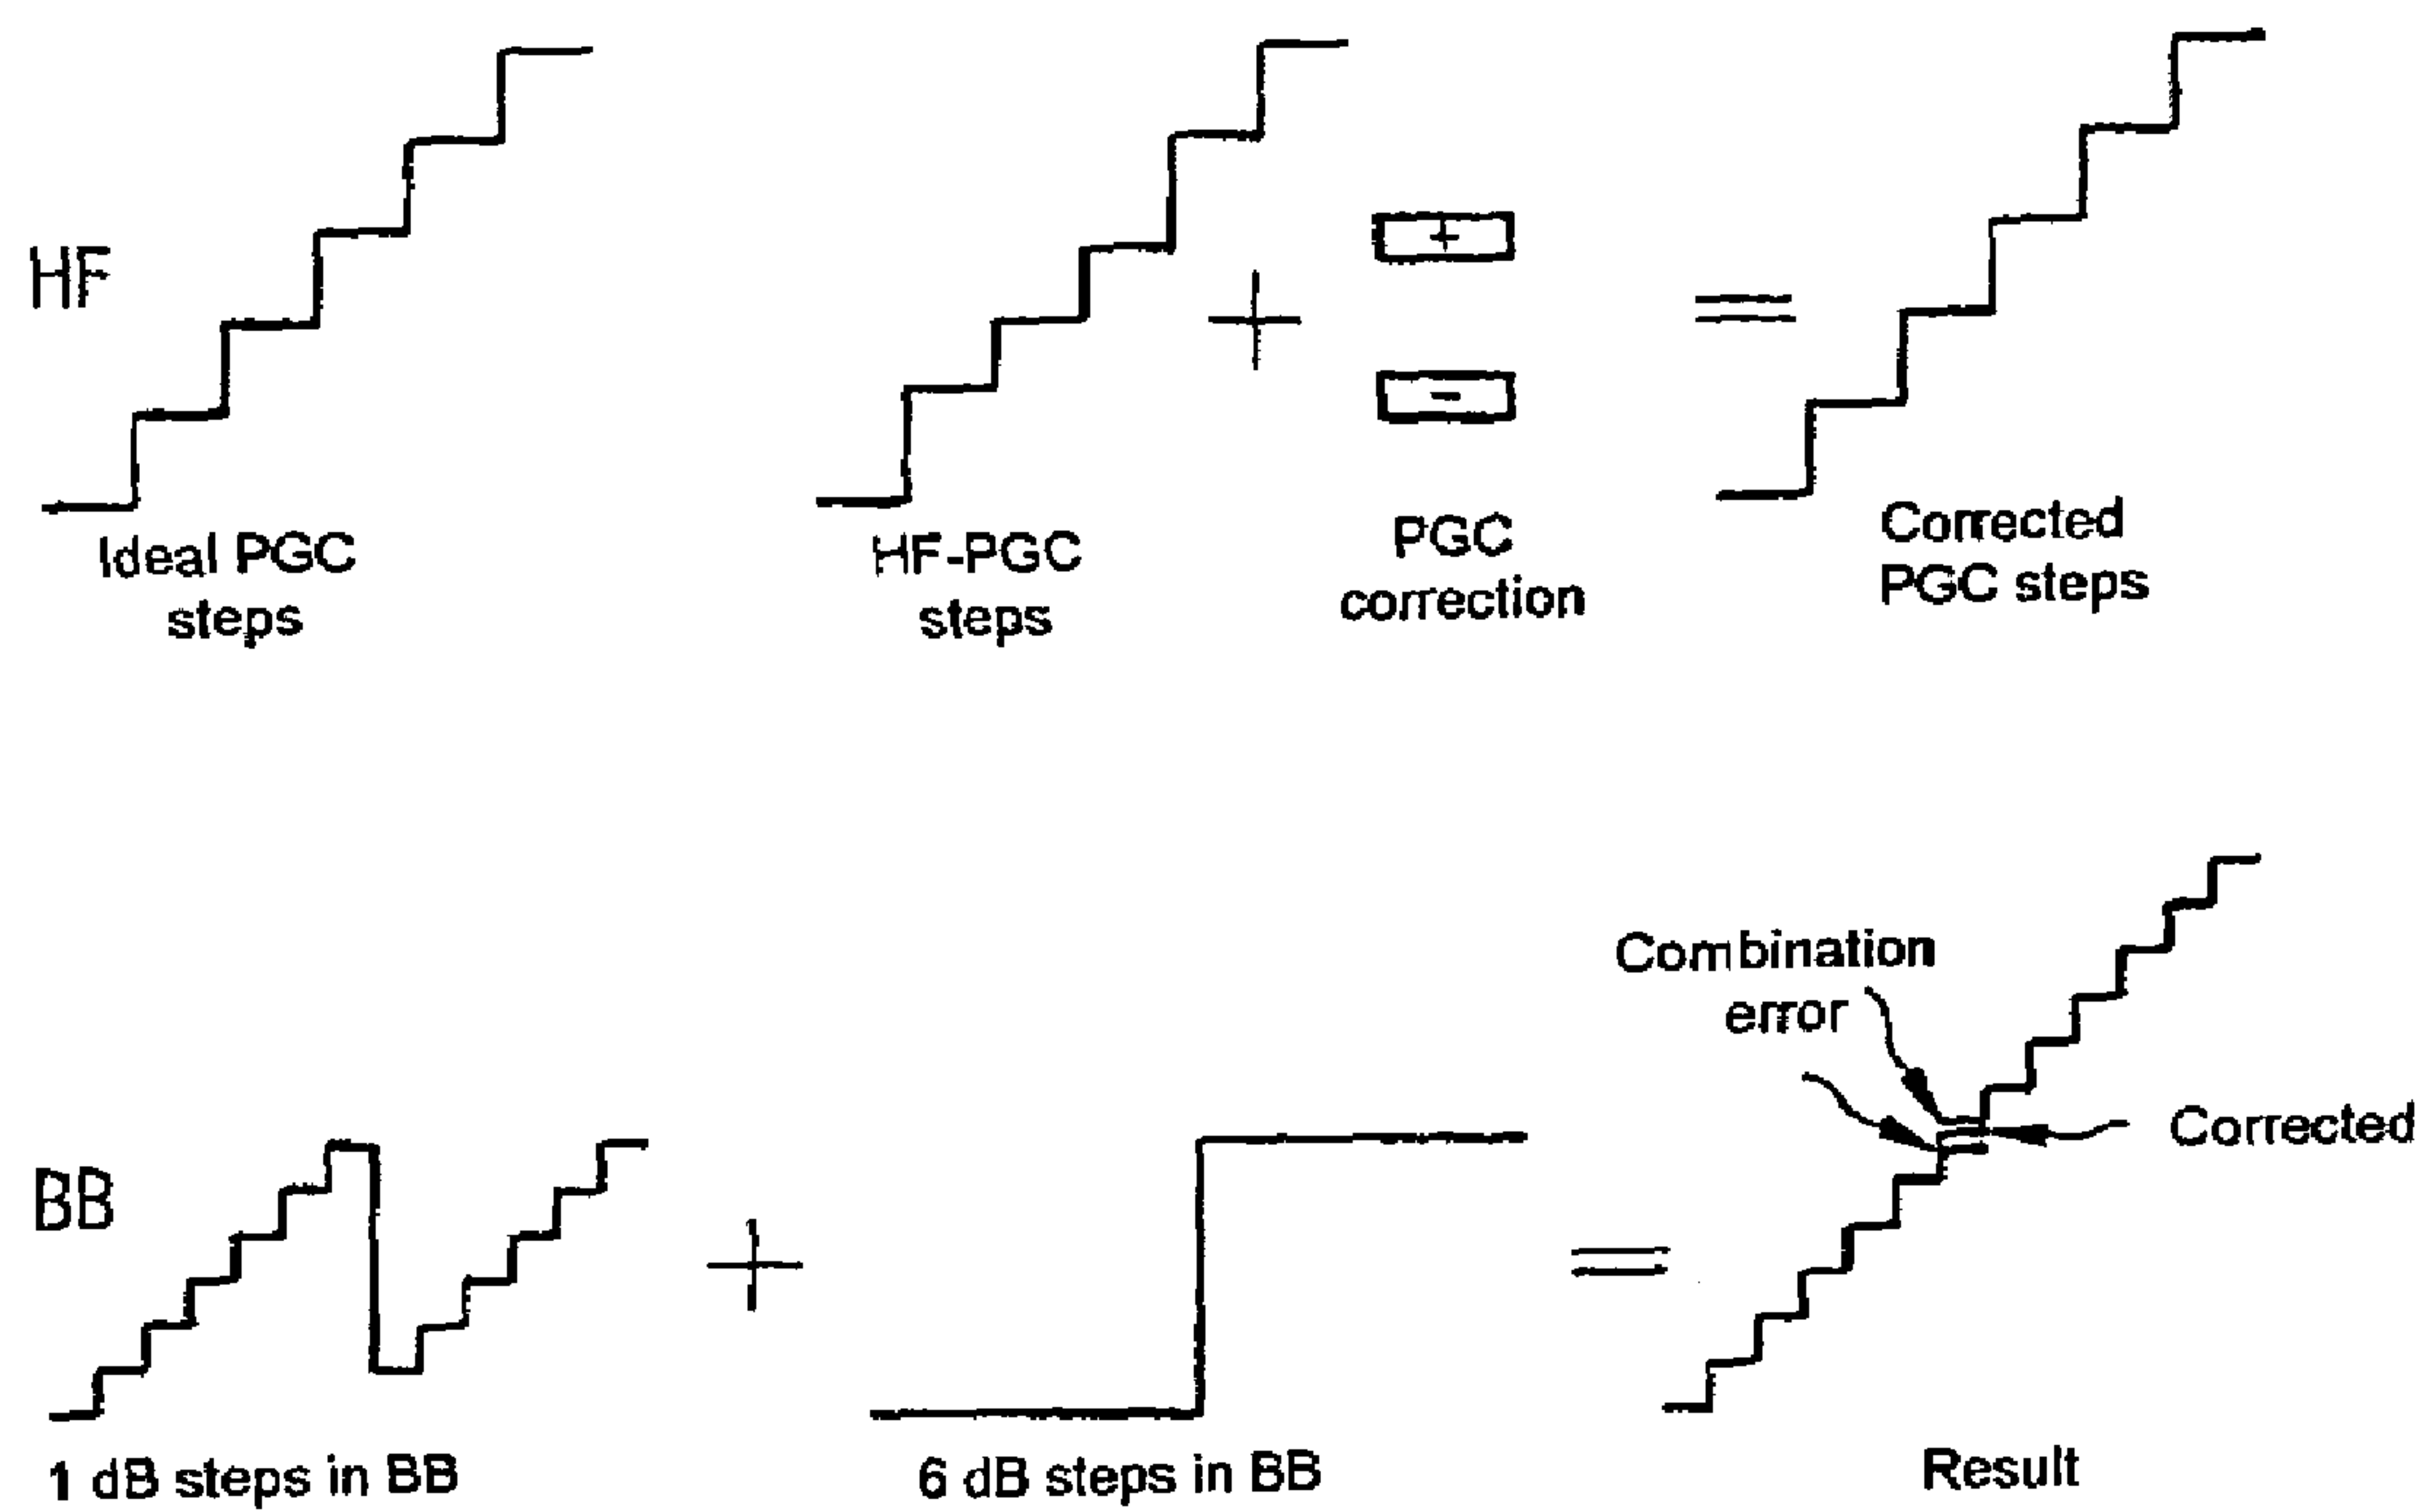 HF
+
+
-
=
Ideal PGC
steps
HF-PGC
steps
PGC
correction
Corrected
PGC steps
Combination
error
Corrected
BB
+
=
1 dB steps in BB
6 dB steps in BB
Result